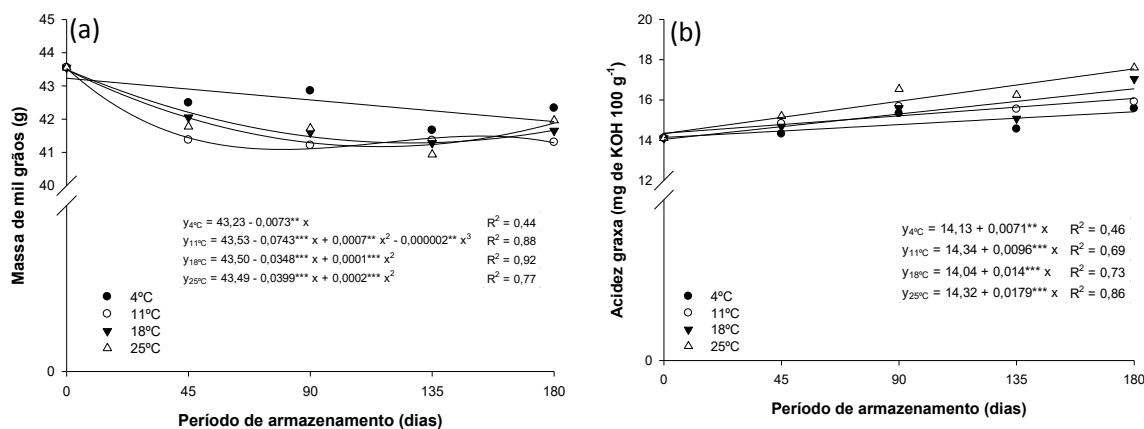 (a)
45
44
43
42
41
40
0
Massa de mil grãos (g)
y4ºC = 43,23 - 0,0073** x R² = 0,44
y11ºC = 43,53 - 0,0743*** x + 0,0007** x² - 0,000002** x³ R² = 0,88
y18ºC = 43,50 - 0,0348*** x + 0,0001*** x² R² = 0,92
y25ºC = 43,49 - 0,0399*** x + 0,0002*** x² R² = 0,77
4ºC
11ºC
18ºC
25ºC
0 45 90 135 180
Período de armazenamento (dias)
(b)
20
18
16
14
12
0
Acidez graxa (mg de KOH 100 g⁻¹)
y4ºC = 14,13 + 0,0071** x R² = 0,46
y11ºC = 14,34 + 0,0096*** x R² = 0,69
y18ºC = 14,04 + 0,014*** x R² = 0,73
y25ºC = 14,32 + 0,0179*** x R² = 0,86
4ºC
11ºC
18ºC
25ºC
0 45 90 135 180
Período de armazenamento (dias)